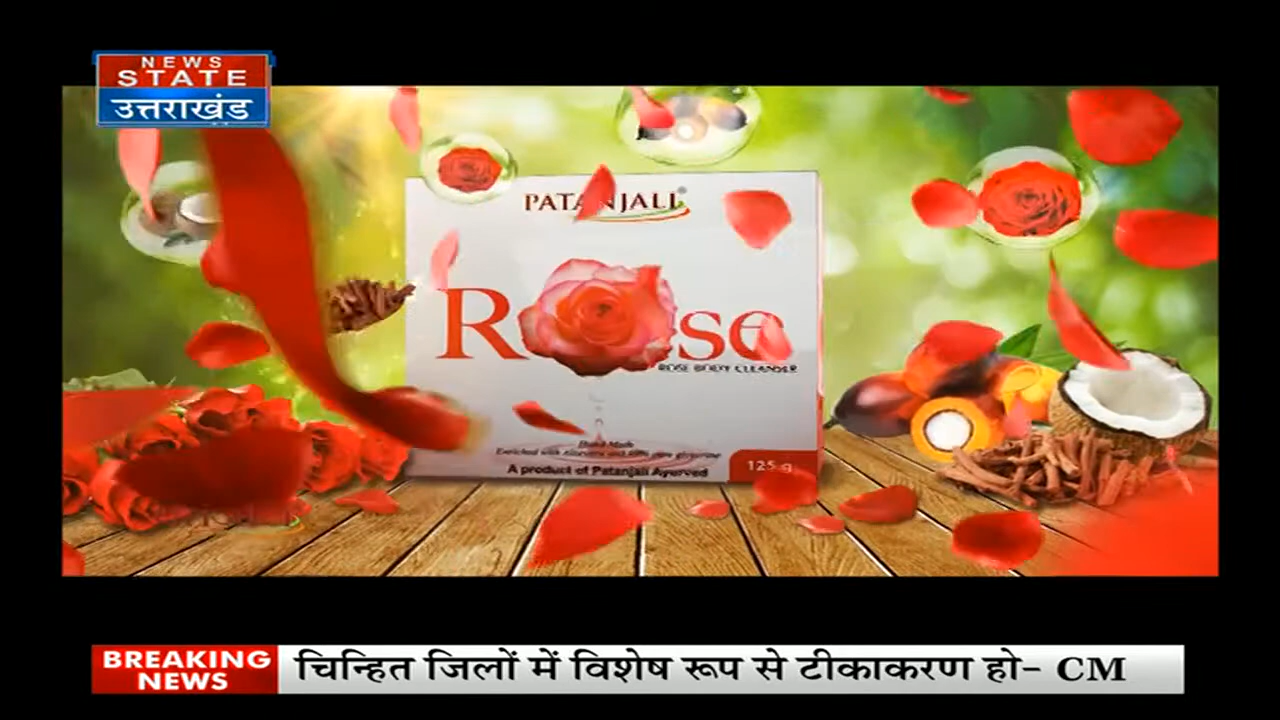 NEWS
STATE
उत्तराखंड
PATANJALI
Rose
ROSE BODY CLEANSER
A product of Patanjali Ayurved
125 g
BREAKING
NEWS
चिन्हित जिलों में विशेष रूप से टीकाकरण हो- CM